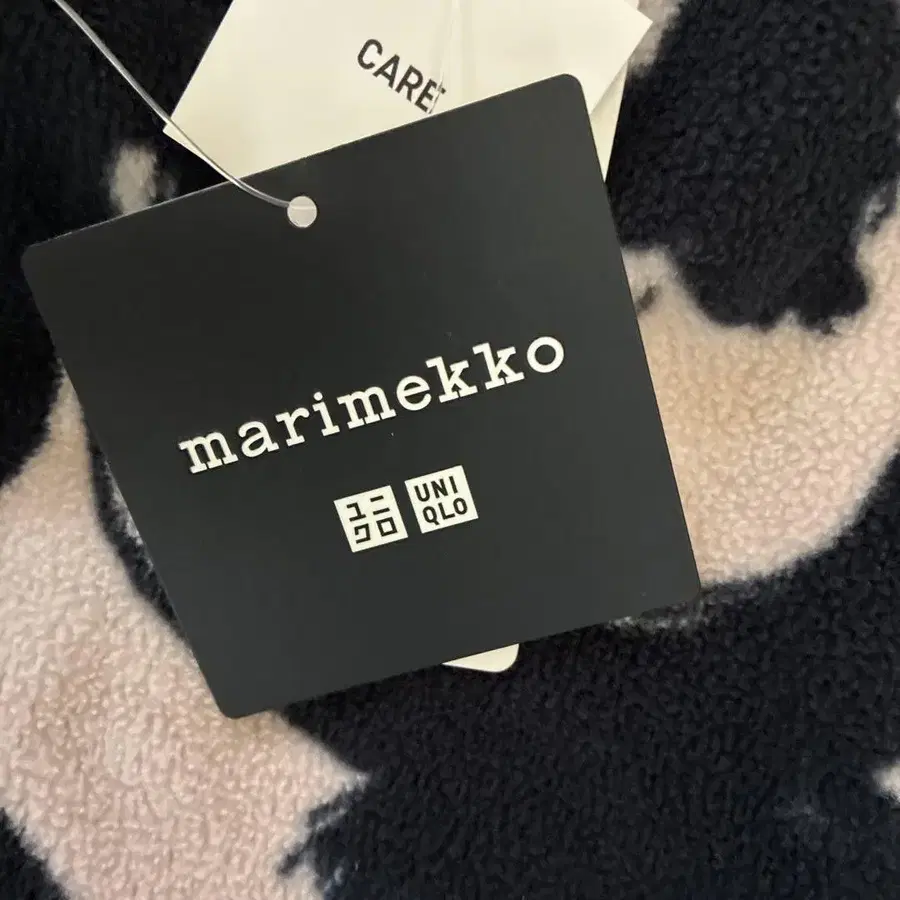 CARE
marimekko
ユニ UNI
クロ QLO